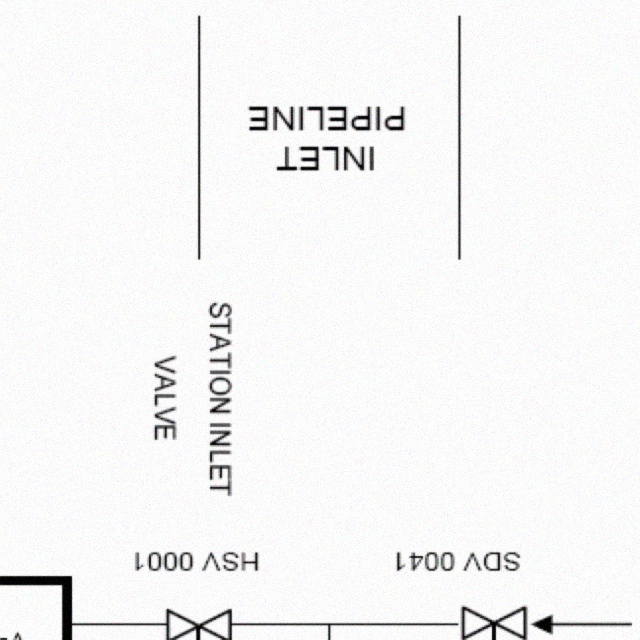 SDV 0041
HSV 0001
STATION INLET
VALVE
INLET
PIPELINE